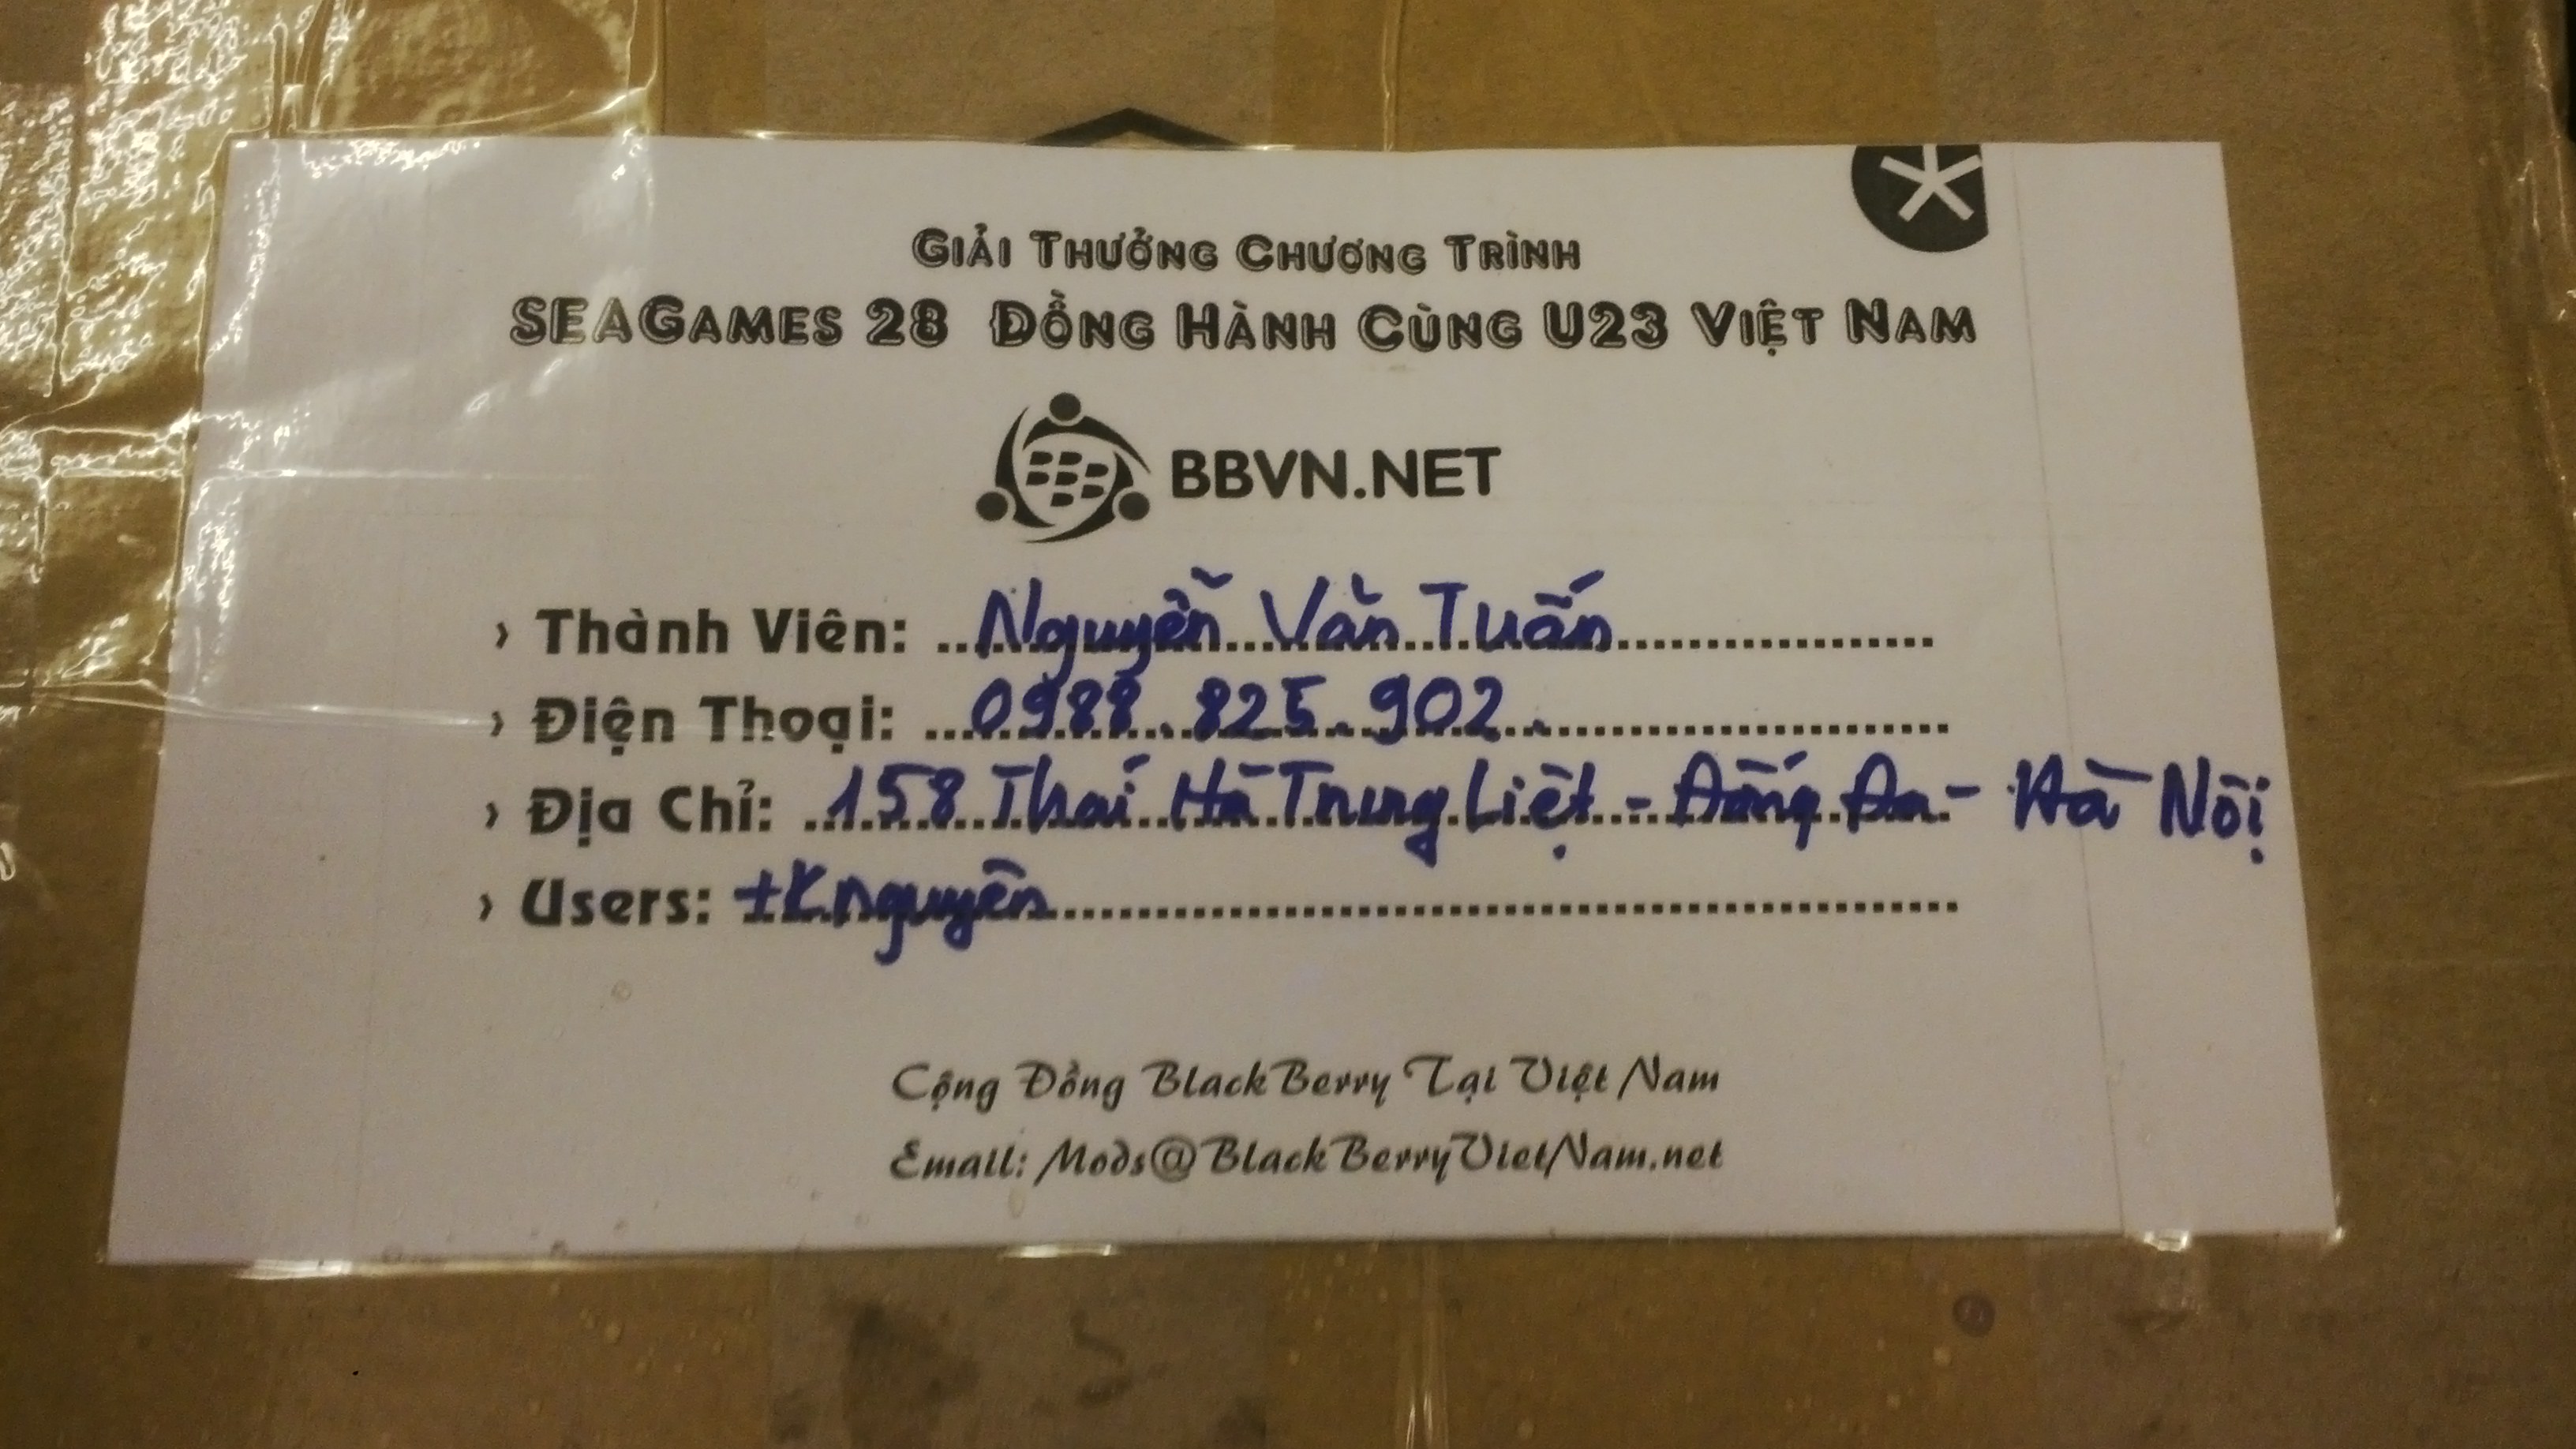 Giải Thưởng Chương Trình
SEAGames 28 Đồng Hành Cùng U23 Việt Nam
BBVN.NET
› Thành Viên: Nguyễn Văn Tuấn
› Điện Thoại: 0988.825.902.
› Địa Chỉ: 158 Thái Hà Trung Liệt - Đống Đa - Hà Nội
› Users: tKnguyên
Cộng Đồng BlackBerry Tại Việt Nam
Email: Mods@BlackBerryVietNam.net